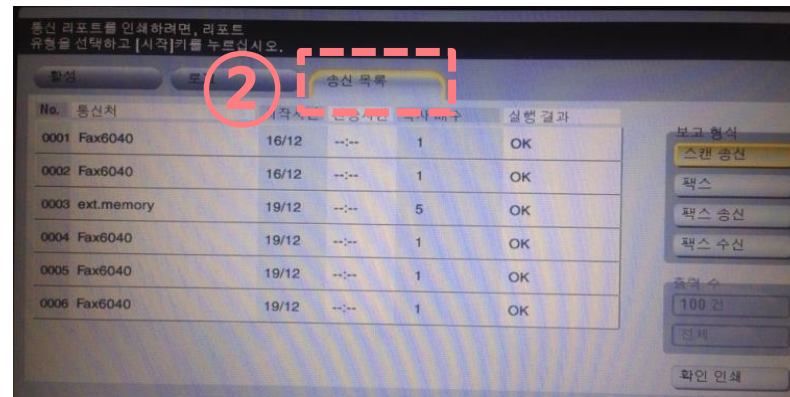 통신 리포트를 인쇄하려면, 리포트
유형을 선택하고 [시작]키를 누르십시오.
활성
송신 목록
②
No. 통신처 실행 결과
0001 Fax6040 16/12 --:-- 1 OK
0002 Fax6040 16/12 --:-- 1 OK
0003 ext.memory 19/12 --:-- 5 OK
0004 Fax6040 19/12 --:-- 1 OK
0005 Fax6040 19/12 --:-- 1 OK
0006 Fax6040 19/12 --:-- 1 OK
보고 형식
스캔 송신
팩스
팩스 송신
팩스 수신
출력 수
100 건
전체
확인 인쇄